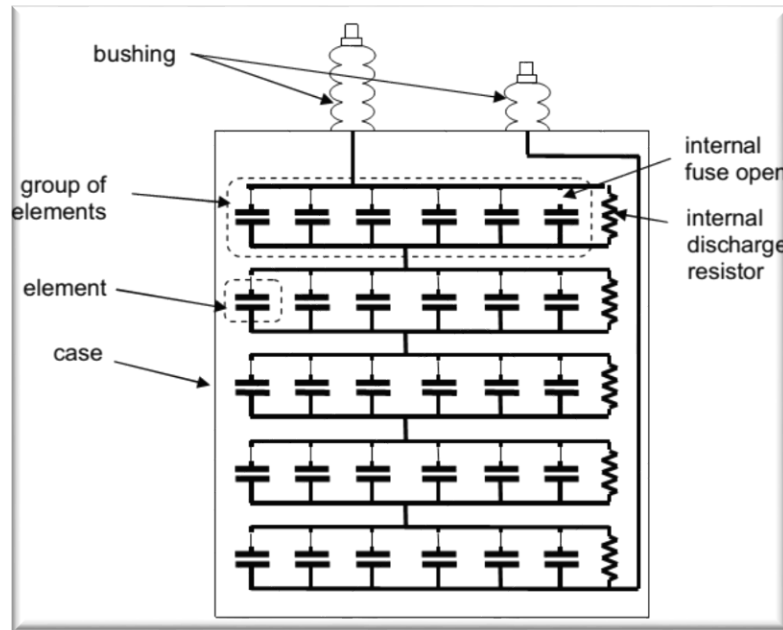 bushing
internal
fuse open
group of
elements
internal
discharge
resistor
element
case